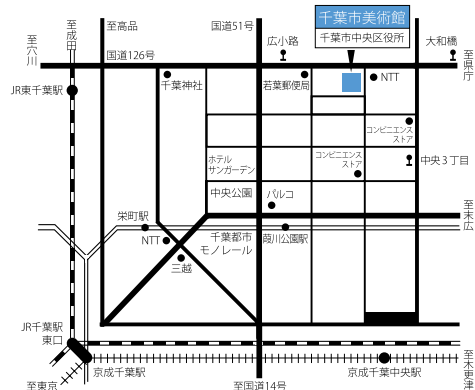 至高品
国道51号
千葉市美術館
千葉市中央区役所
至成田
至穴川
国道126号
広小路
大和橋
至県庁
JR東千葉駅
千葉神社
若葉郵便局
NTT
コンビニエンス
ストア
ホテル
サンガーデン
コンビニエンス
ストア
中央3丁目
中央公園
パルコ
栄町駅
NTT
千葉都市
モノレール
葭川公園駅
至末広
三越
JR千葉駅
東口
京成千葉駅
京成千葉中央駅
至東京
至国道14号
至木更津